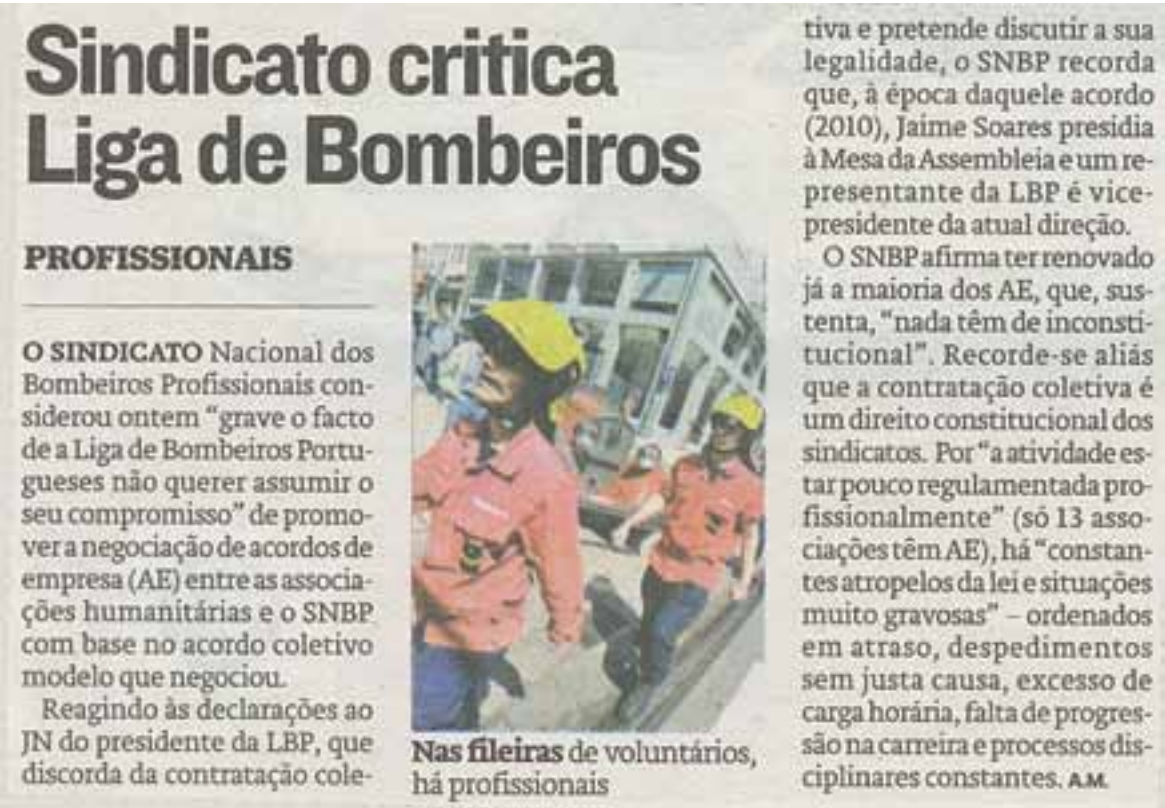 Sindicato critica
Liga de Bombeiros
PROFISSIONAIS
O SINDICATO Nacional dos
Bombeiros Profissionais con-
siderou ontem “grave o facto
de a Liga de Bombeiros Portu-
gueses não querer assumir o
seu compromisso” de promo-
ver a negociação de acordos de
empresa (AE) entre as associa-
ções humanitárias e o SNBP
com base no acordo coletivo
modelo que negociou.
Reagindo às declarações ao
JN do presidente da LBP, que
discorda da contratação cole-
Nas fileiras de voluntários,
há profissionais
tiva e pretende discutir a sua
legalidade, o SNBP recorda
que, à época daquele acordo
(2010), Jaime Soares presidia
à Mesa da Assembleia e um re-
presentante da LBP é vice-
presidente da atual direção.
O SNBP afirma ter renovado
já a maioria dos AE, que, sus-
tenta, “nada têm de inconsti-
tucional”. Recorde-se aliás
que a contratação coletiva é
um direito constitucional dos
sindicatos. Por “a atividade es-
tar pouco regulamentada pro-
fissionalmente” (só 13 asso-
ciações têm AE), há “constan-
tes atropelos da lei e situações
muito gravosas” – ordenados
em atraso, despedimentos
sem justa causa, excesso de
carga horária, falta de progres-
são na carreira e processos dis-
ciplinares constantes. A.M.